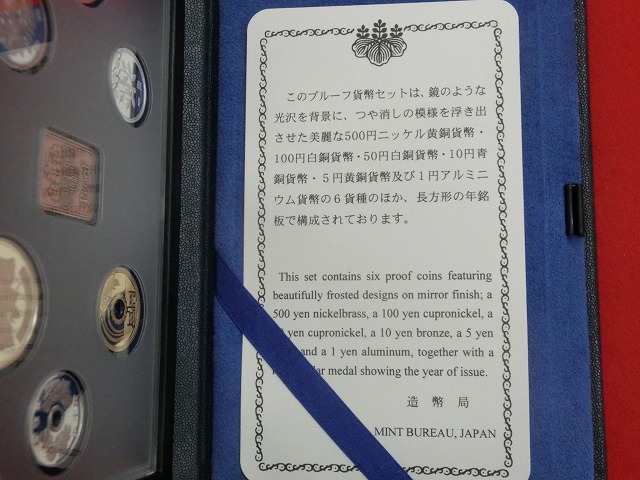 このプルーフ貨幣セットは、鏡のような
光沢を背景に、つや消しの模様を浮き出
させた美麗な500円ニッケル黄銅貨幣・
100円白銅貨幣・50円白銅貨幣・10円青
銅貨幣・５円黄銅貨幣及び１円アルミニ
ウム貨幣の６貨種のほか、長方形の年銘
板で構成されております。
This set contains six proof coins featuring
beautifully frosted designs on mirror finish; a
500 yen nickelbrass, a 100 yen cupronickel, a
yen cupronickel, a 10 yen bronze, a 5 yen
and a 1 yen aluminum, together with a
medal showing the year of issue.
造幣局
MINT BUREAU, JAPAN